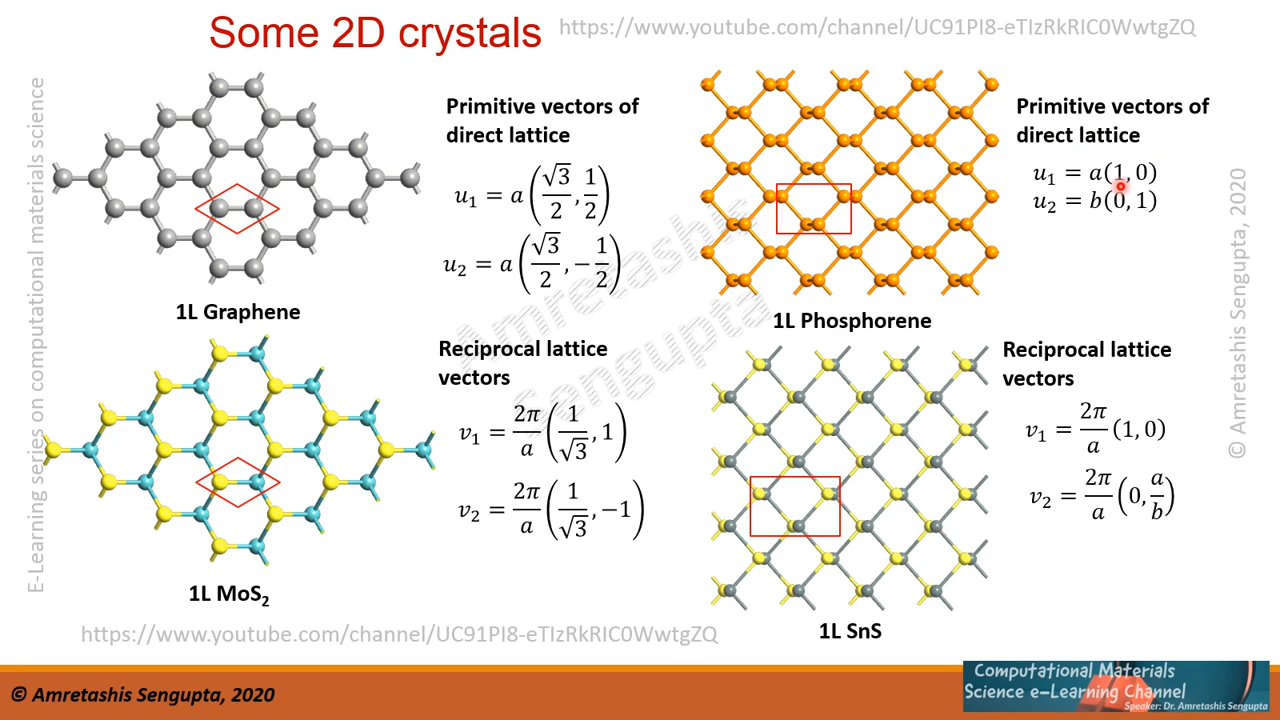 Some 2D crystals
https://www.youtube.com/channel/UC91PI8-eTIzRkRIC0WwtgZQ
E-Learning series on computational materials science
Primitive vectors of
direct lattice
u₁ = a(√3/2, 1/2)
u₂ = a(√3/2, −1/2)
1L Graphene
Primitive vectors of
direct lattice
u₁ = a(1, 0)
u₂ = b(0, 1)
1L Phosphorene
Amretashis
Sengupta
© Amretashis Sengupta, 2020
Reciprocal lattice
vectors
v₁ = 2π/a (1/√3, 1)
v₂ = 2π/a (1/√3, −1)
1L MoS₂
Reciprocal lattice
vectors
v₁ = 2π/a (1, 0)
v₂ = 2π/a (0, a/b)
1L SnS
https://www.youtube.com/channel/UC91PI8-eTIzRkRIC0WwtgZQ
© Amretashis Sengupta, 2020
Computational Materials
Science e-Learning Channel
Speaker: Dr. Amretashis Sengupta